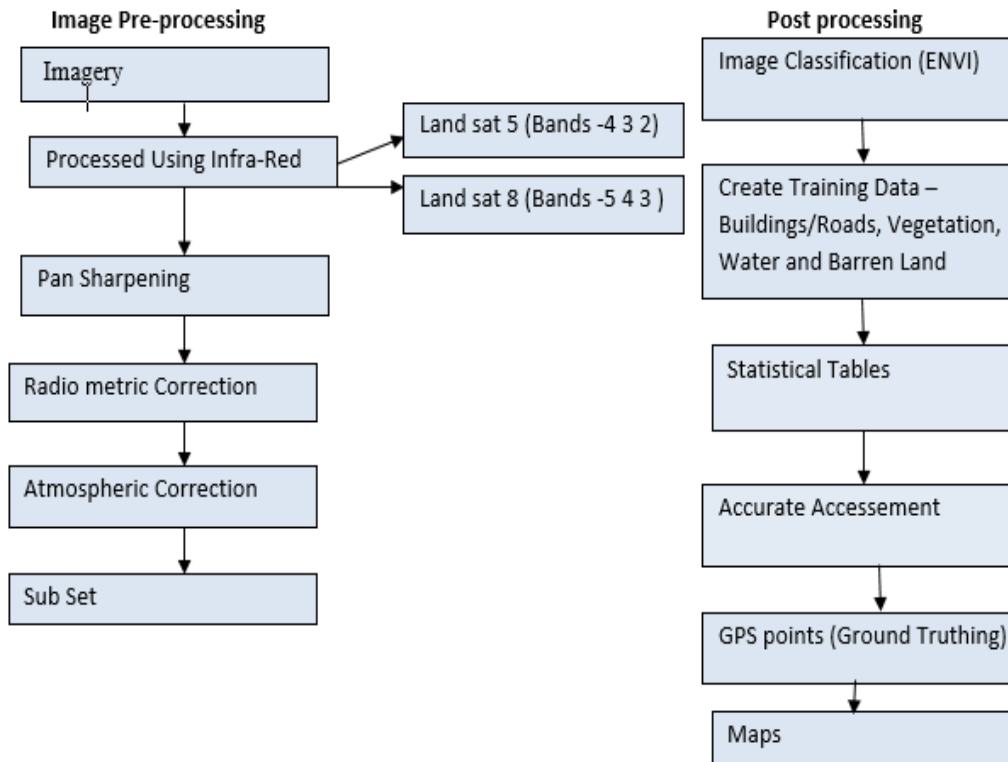 Image Pre-processing
Imagery
Processed Using Infra-Red
Land sat 5 (Bands -4 3 2)
Land sat 8 (Bands -5 4 3 )
Pan Sharpening
Radio metric Correction
Atmospheric Correction
Sub Set
Post processing
Image Classification (ENVI)
Create Training Data –
Buildings/Roads, Vegetation,
Water and Barren Land
Statistical Tables
Accurate Accessement
GPS points (Ground Truthing)
Maps